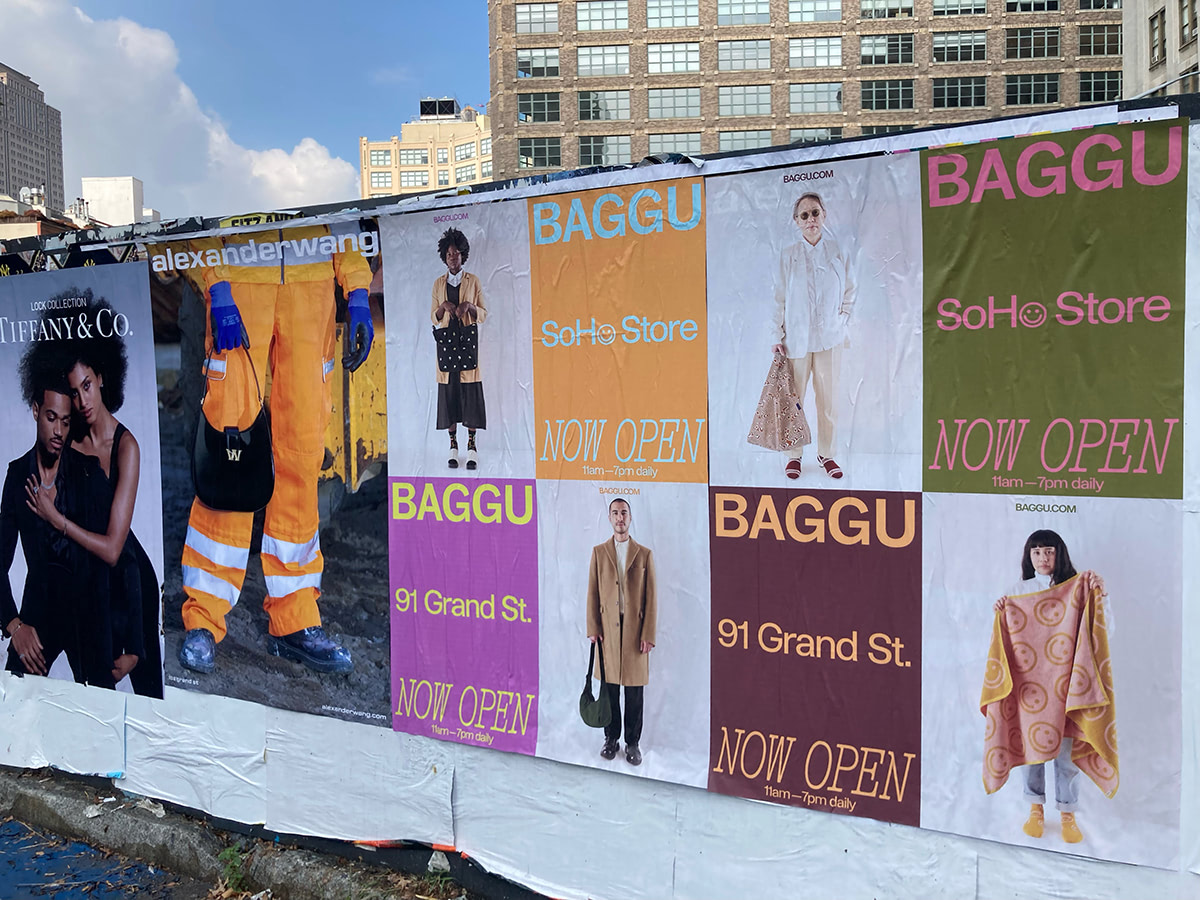 LOCK COLLECTION
TIFFANY & CO.
alexanderwang
alexanderwang.com
BAGGU.COM
BAGGU
SoHo Store
NOW OPEN
11am—7pm daily
BAGGU.COM
BAGGU
SoHo Store
NOW OPEN
11am—7pm daily
BAGGU
91 Grand St.
NOW OPEN
11am—7pm daily
BAGGU.COM
BAGGU
91 Grand St.
NOW OPEN
11am—7pm daily
BAGGU.COM